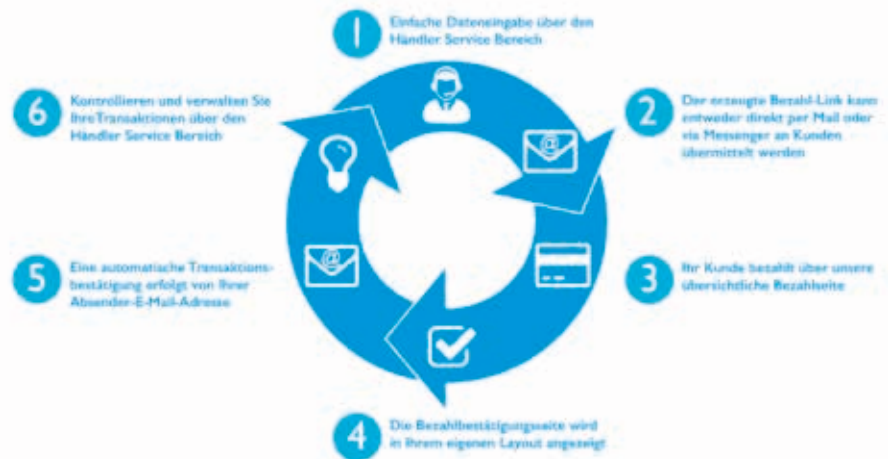 1
Einfache Dateneingabe über den
Händler Service Bereich
2
Der erzeugte Bezahl-Link kann
entweder direkt per Mail oder
via Messenger an Kunden
übermittelt werden
3
Ihr Kunde bezahlt über unsere
übersichtliche Bezahlseite
4
Die Bezahlbestätigungsseite wird
in Ihrem eigenen Layout angezeigt
5
Eine automatische Transaktions-
bestätigung erfolgt von Ihrer
Absender-E-Mail-Adresse
6
Kontrollieren und verwalten Sie
Ihre Transaktionen über den
Händler Service Bereich
@
@